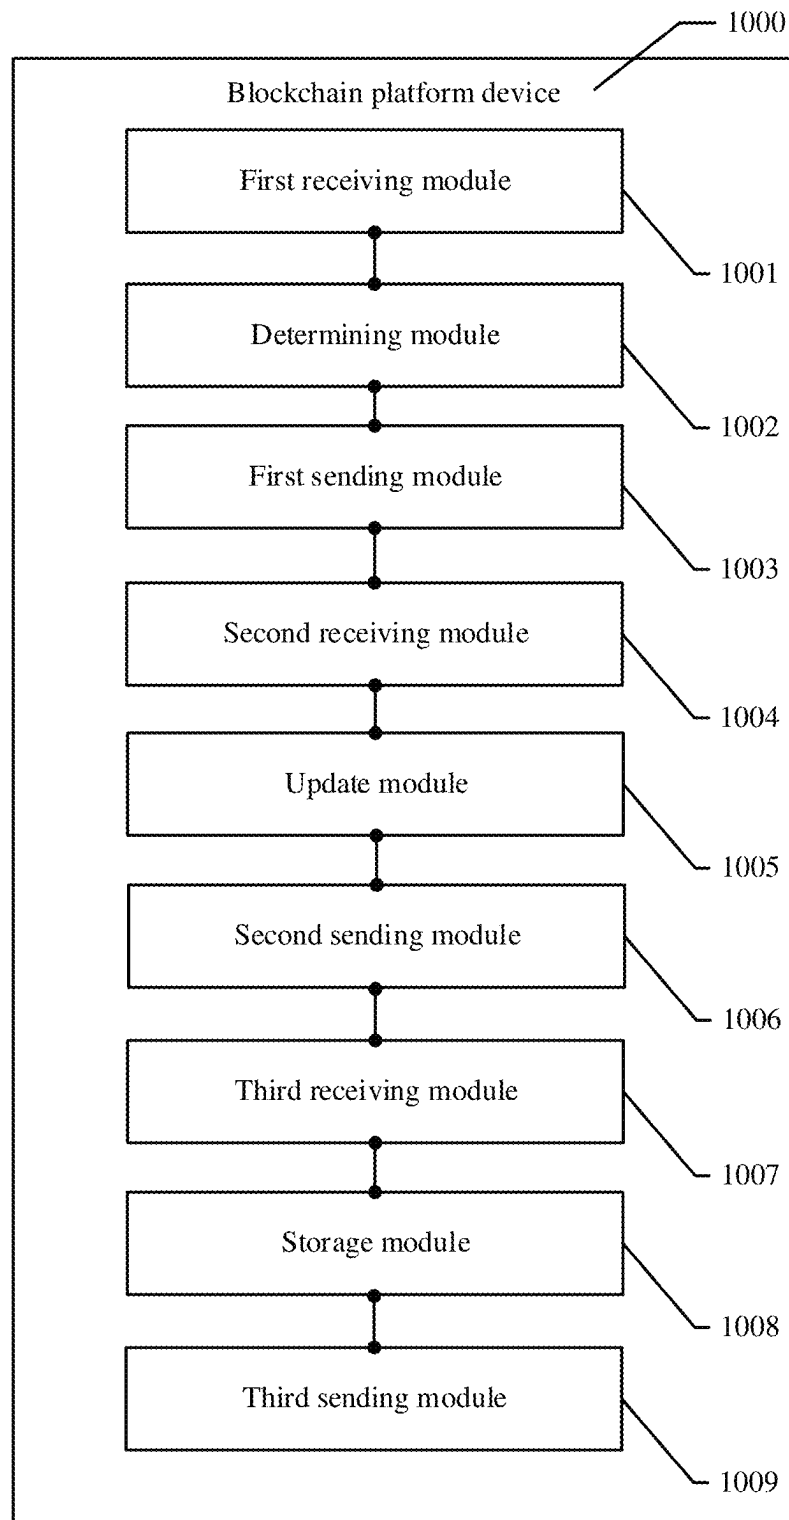 1000
Blockchain platform device
First receiving module
1001
Determining module
1002
First sending module
1003
Second receiving module
1004
Update module
1005
Second sending module
1006
Third receiving module
1007
Storage module
1008
Third sending module
1009